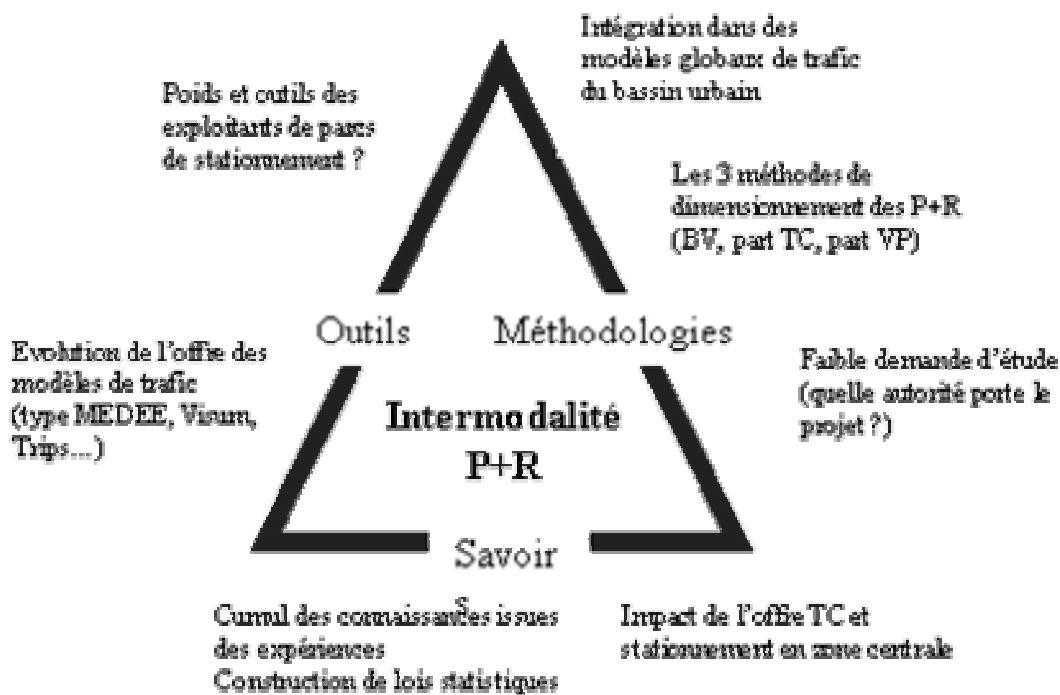 Intégration dans des
modèles globaux de trafic
du bassin urbain
Poids et outils des
exploitants de parcs
de stationnement ?
Les 3 méthodes de
dimensionnement des P+R
(BV, part TC, part VP)
Outils
Méthodologies
Evolution de l'offre des
modèles de trafic
(type MEDEE, Visum,
Trips...)
Faible demande d'étude
(quelle autorité porte le
projet ?)
Intermodalité
P+R
Savoir
s
Cumul des connaissances issues
des expériences
Construction de lois statistiques
Impact de l'offre TC et
stationnement en zone centrale